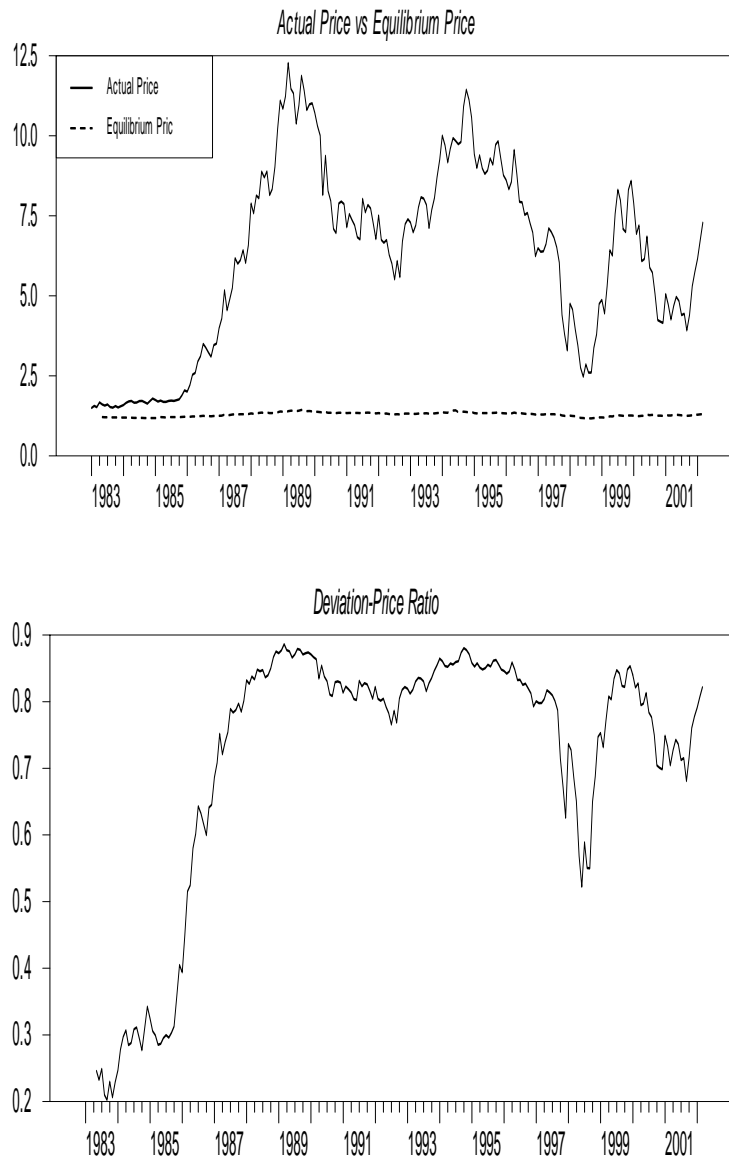 Actual Price vs Equilibrium Price
12.5
Actual Price
Equilibrium Pric
10.0
7.5
5.0
2.5
0.0
1983 1985 1987 1989 1991 1993 1995 1997 1999 2001
Deviation-Price Ratio
0.9
0.8
0.7
0.6
0.5
0.4
0.3
0.2
1983 1985 1987 1989 1991 1993 1995 1997 1999 2001